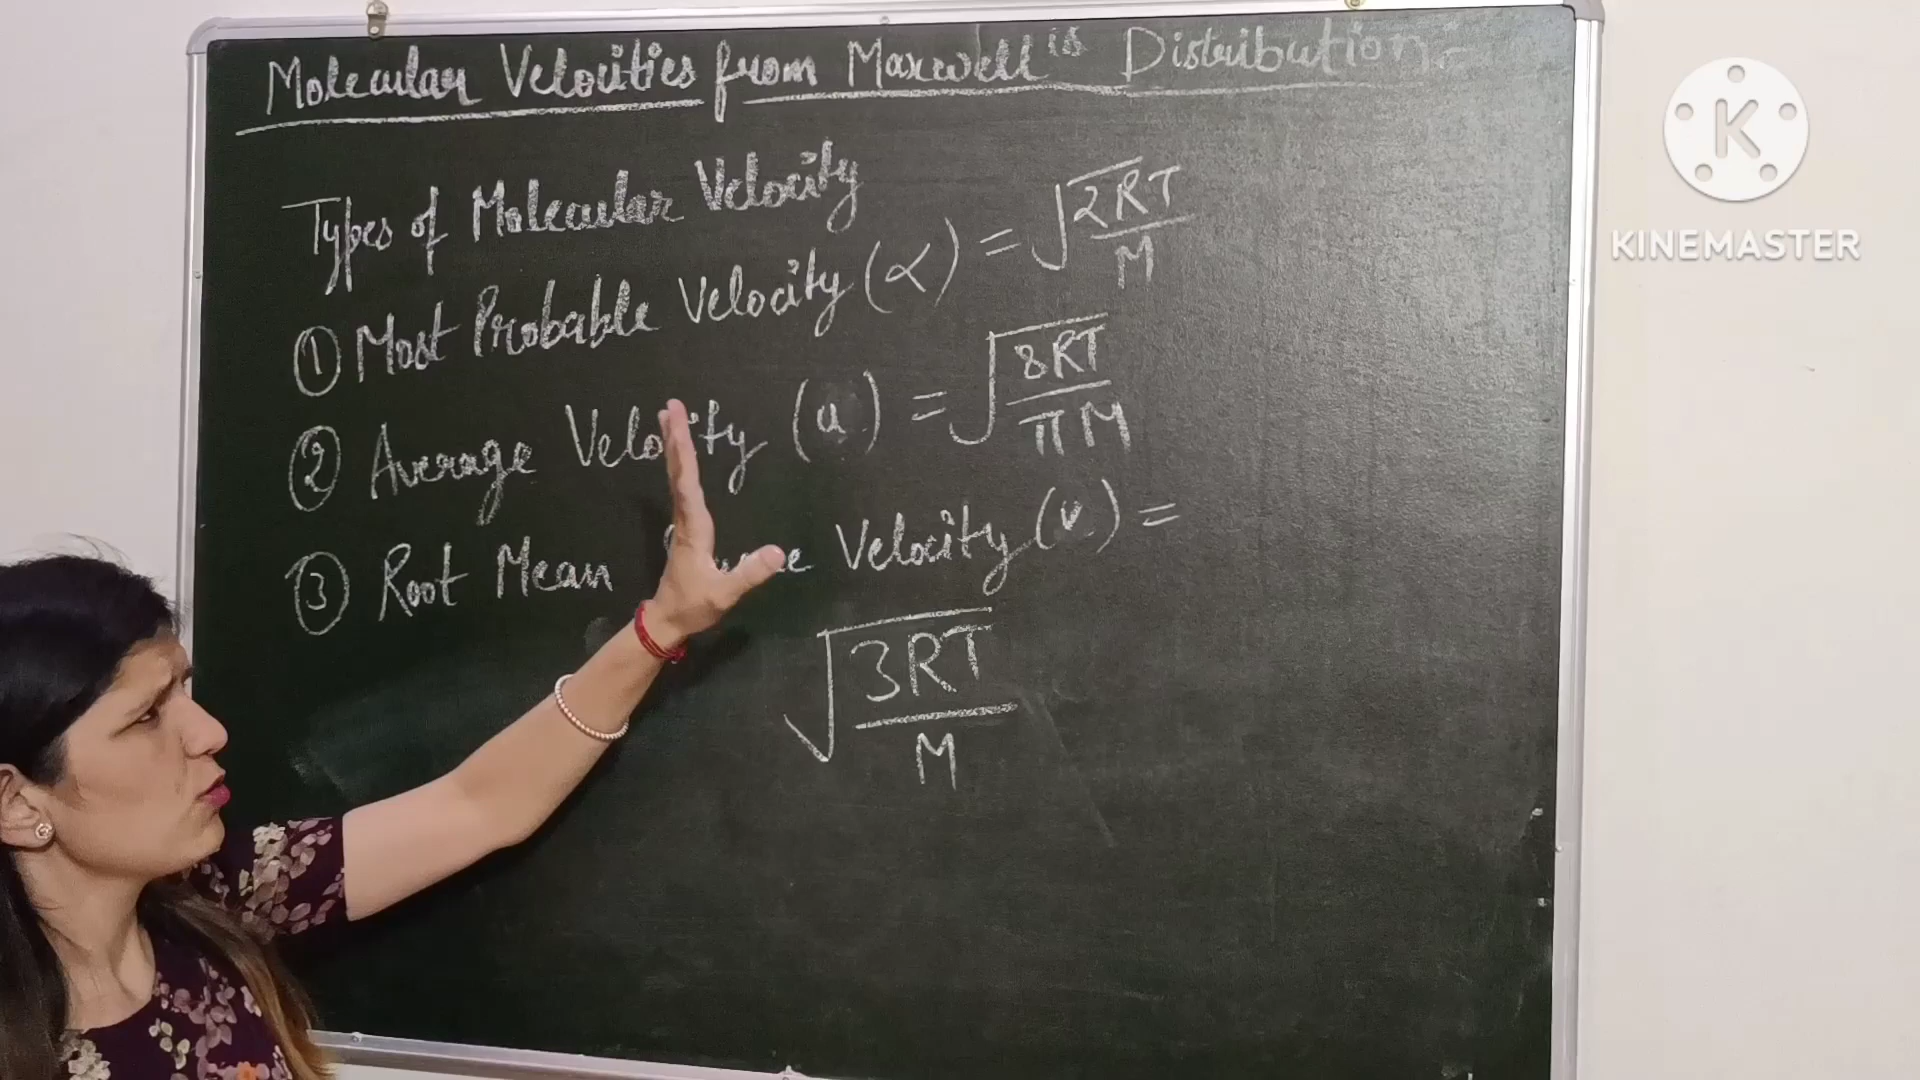 Molecular Velocities from Maxwell's Distribution:-
Types of Molecular Velocity
① Most Probable Velocity (α) = √2RT/M
② Average Velocity (u) = √8RT/πM
③ Root Mean Velocity (v) =
√3RT/M
K
KINEMASTER